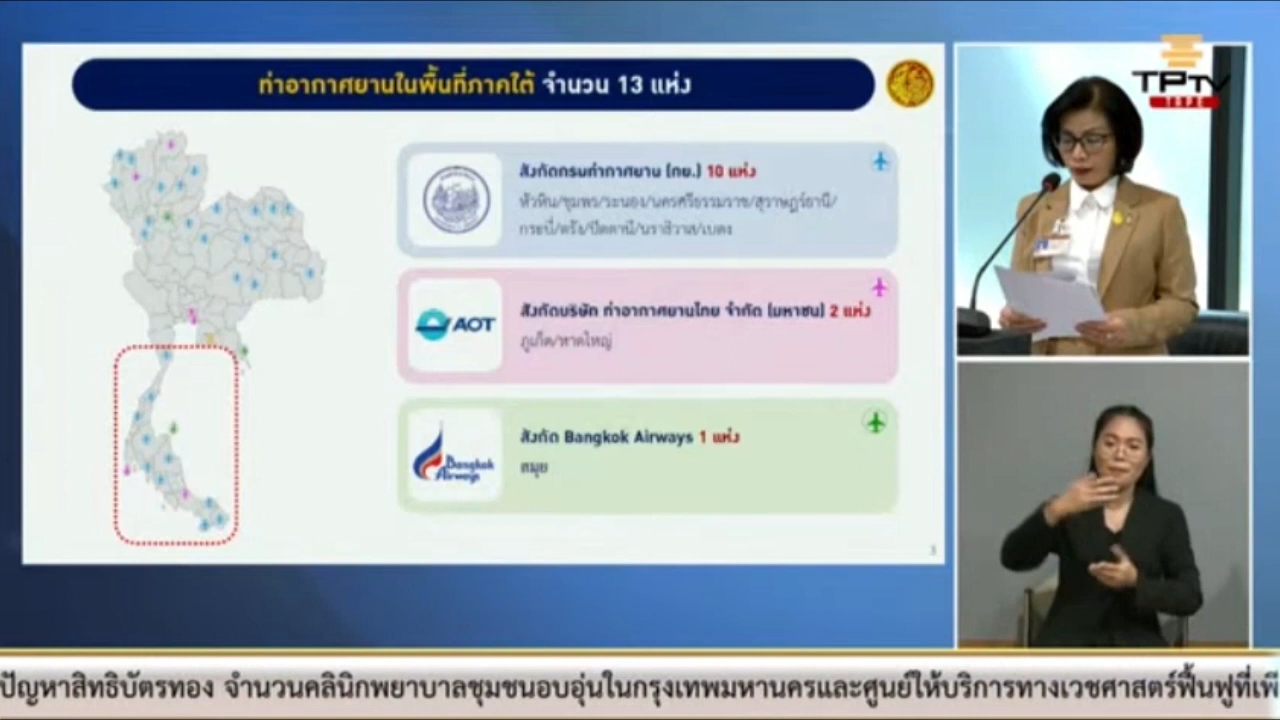 ท่าอากาศยานในพื้นที่ภาคใต้ จำนวน 13 แห่ง
TPTV
สังกัดกรมท่าอากาศยาน (ทย.) 10 แห่ง
หัวหิน/ชุมพร/ระนอง/นครศรีธรรมราช/สุราษฎร์ธานี/
กระบี่/ตรัง/ปัตตานี/นราธิวาส/เบตง
AOT
สังกัดบริษัท ท่าอากาศยานไทย จำกัด (มหาชน) 2 แห่ง
ภูเก็ต/หาดใหญ่
Bangkok
Airways
สังกัด Bangkok Airways 1 แห่ง
สมุย
3
ปัญหาสิทธิบัตรทอง จำนวนคลินิกพยาบาลชุมชนอบอุ่นในกรุงเทพมหานครและศูนย์ให้บริการทางเวชศาสตร์ฟื้นฟูที่เพิ